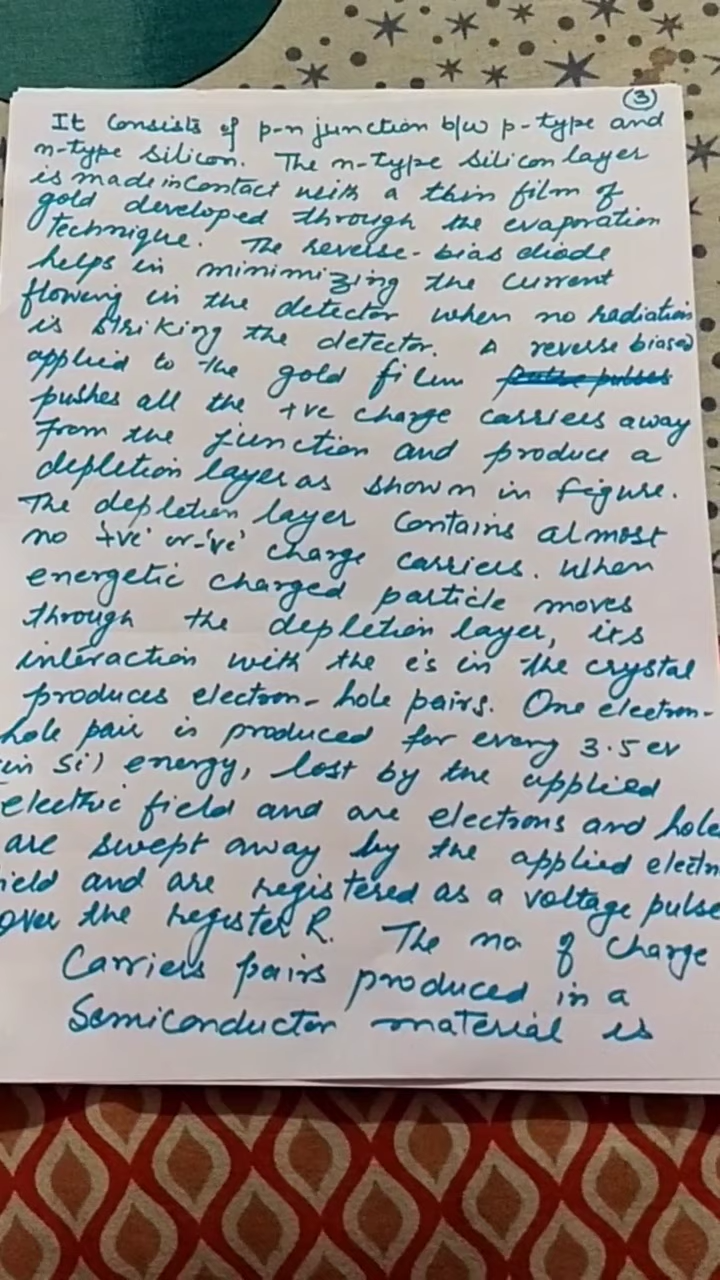 (3)
It consists of p-n junction b/w p-type and
n-type silicon. The n-type silicon layer
is made in contact with a thin film of
gold developed through the evaporation
technique. The reverse-bias diode
helps in minimizing the current
flowing in the detector when no radiation
is striking the detector. A reverse biased
applied to the gold film
pushes all the +ve charge carriers away
from the junction and produce a
depletion layer as shown in figure.
The depletion layer contains almost
no '+ve' or '-ve' charge carriers. When
energetic charged particle moves
through the depletion layer, its
interaction with the e's in the crystal
produces electron-hole pairs. One electron-
hole pair is produced for every 3.5 ev
in Si) energy, lost by the applied
electric field and are electrons and hole
are swept away by the applied electr
ield and are registered as a voltage pulse
over the register R. The no of charge
Carriers pairs produced in a
Semiconductor material is